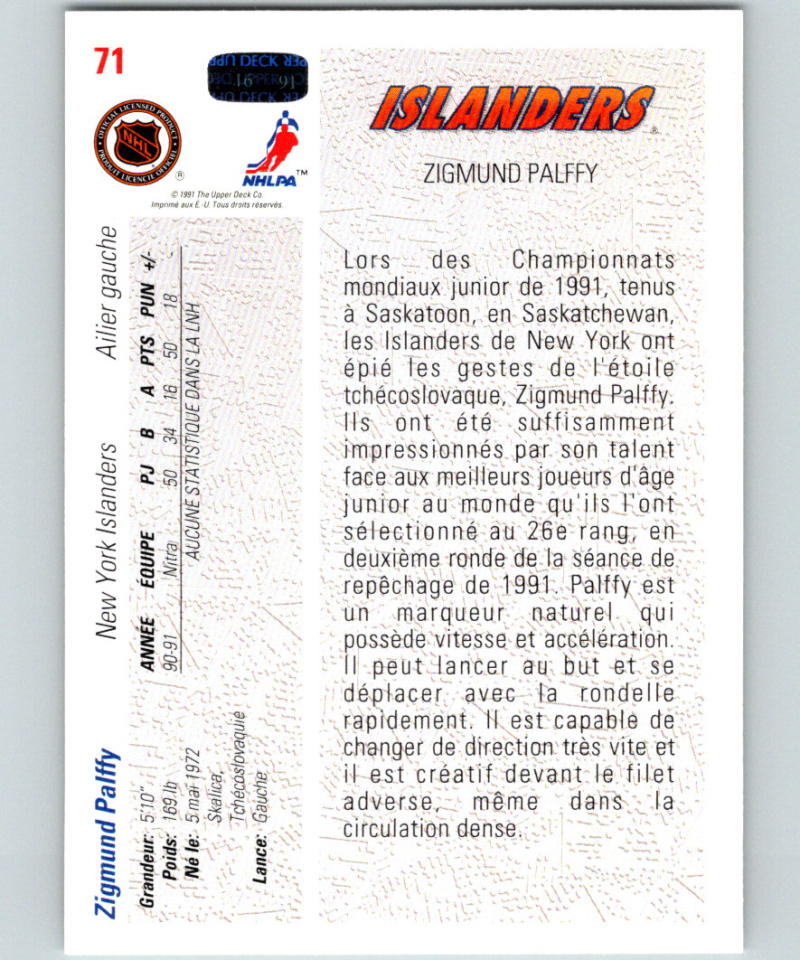 71
UPPER DECK
OFFICIAL LICENSED PRODUCT
NHL
PRODUIT LICENCIÉ OFFICIEL
®
NHLPA™
© 1991 The Upper Deck Co.
Imprimé aux É.-U. Tous droits réservés.
ISLANDERS®
ZIGMUND PALFFY
Lors des Championnats
mondiaux junior de 1991, tenus
à Saskatoon, en Saskatchewan,
les Islanders de New York ont
épié les gestes de l'étoile
tchécoslovaque, Zigmund Palffy.
Ils ont été suffisamment
impressionnés par son talent
face aux meilleurs joueurs d'âge
junior au monde qu'ils l'ont
sélectionné au 26e rang, en
deuxième ronde de la séance de
repêchage de 1991. Palffy est
un marqueur naturel qui
possède vitesse et accélération.
Il peut lancer au but et se
déplacer avec la rondelle
rapidement. Il est capable de
changer de direction très vite et
il est créatif devant le filet
adverse, même dans la
circulation dense.
Zigmund Palffy New York Islanders Ailier gauche
Grandeur: 5'10"
Poids: 169 lb
Né le: 5 mai 1972
Skalica,
Tchécoslovaquie
Lance: Gauche
ANNÉE ÉQUIPE PJ B A PTS PUN +/-
90-91 Nitra 50 34 16 50 18
AUCUNE STATISTIQUE DANS LA LNH